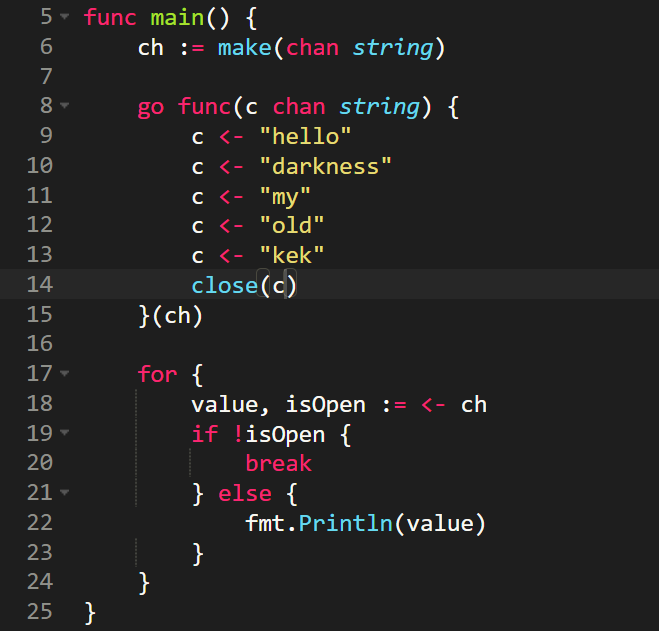 5 func main() {
6     ch := make(chan string)
7
8     go func(c chan string) {
9         c <- "hello"
10         c <- "darkness"
11         c <- "my"
12         c <- "old"
13         c <- "kek"
14         close(c)
15     }(ch)
16
17     for {
18         value, isOpen := <- ch
19         if !isOpen {
20             break
21         } else {
22             fmt.Println(value)
23         }
24     }
25 }